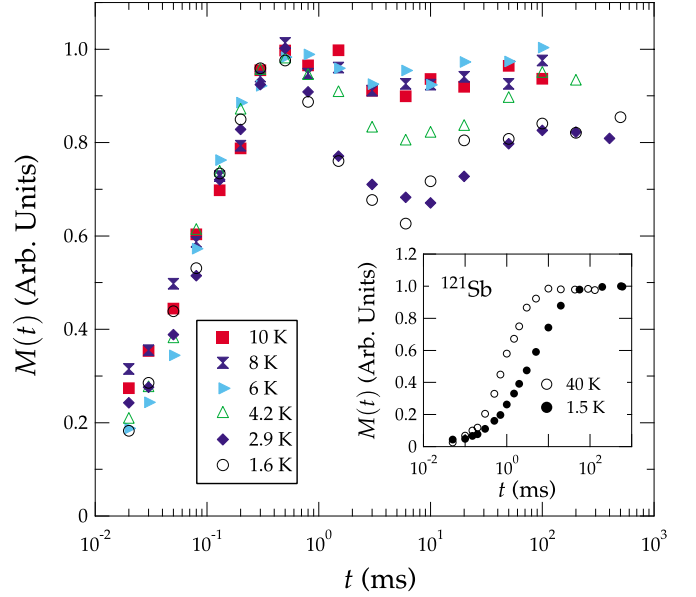 M(t) (Arb. Units)
1.0
0.8
0.6
0.4
0.2
0.0
10⁻²
10⁻¹
10⁰
10¹
10²
10³
t (ms)
10 K
8 K
6 K
4.2 K
2.9 K
1.6 K
¹²¹Sb
M(t) (Arb. Units)
1.2
1.0
0.8
0.6
0.4
0.2
0
10⁻²
10⁰
10²
t (ms)
40 K
1.5 K